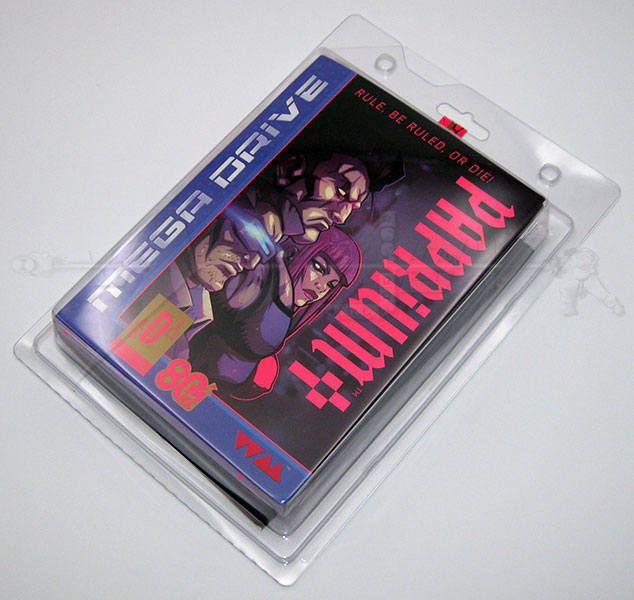 MEGA DRIVE
RULE, BE RULED, OR DIE!
PAPRIUM
TM